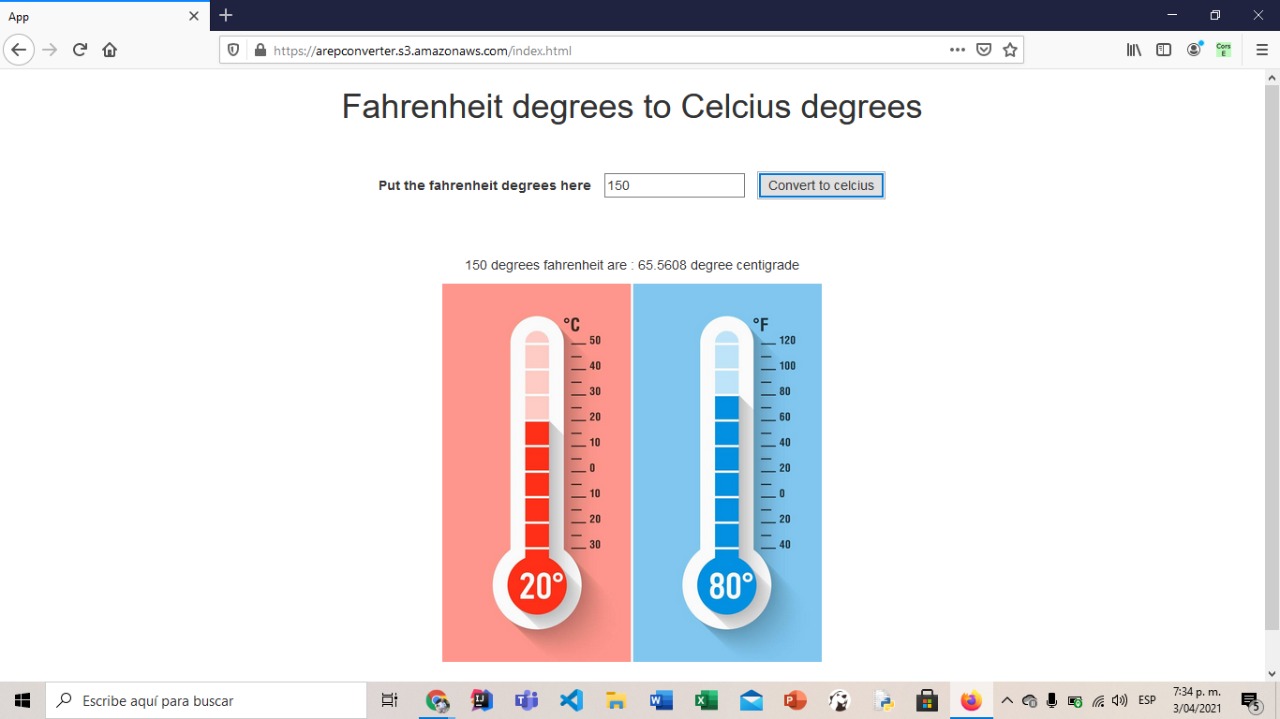 App
https://arepconverter.s3.amazonaws.com/index.html
Cors
E
Fahrenheit degrees to Celcius degrees
Put the fahrenheit degrees here 150 Convert to celcius
150 degrees fahrenheit are : 65.5608 degree centigrade
°C
50
40
30
20
10
0
10
20
30
20°
°F
120
100
80
60
40
20
0
20
40
80°
Escribe aquí para buscar
ESP
7:34 p. m.
3/04/2021
5